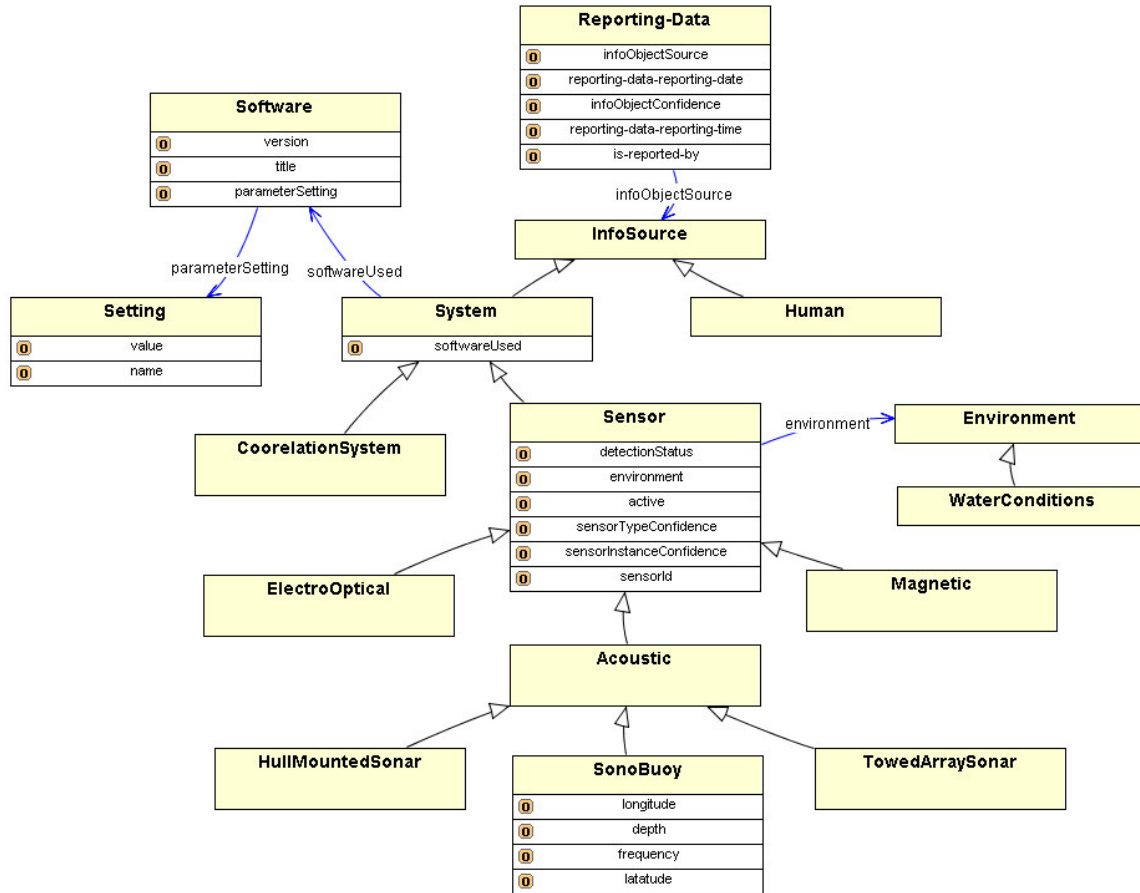 Reporting-Data
infoObjectSource
reporting-data-reporting-date
infoObjectConfidence
reporting-data-reporting-time
is-reported-by
Software
version
title
parameterSetting
infoObjectSource
InfoSource
parameterSetting
softwareUsed
Setting
value
name
System
softwareUsed
Human
CoorelationSystem
Sensor
detectionStatus
environment
active
sensorTypeConfidence
sensorInstanceConfidence
sensorId
environment
Environment
WaterConditions
ElectroOptical
Magnetic
Acoustic
HullMountedSonar
SonoBuoy
longitude
depth
frequency
latatude
TowedArraySonar